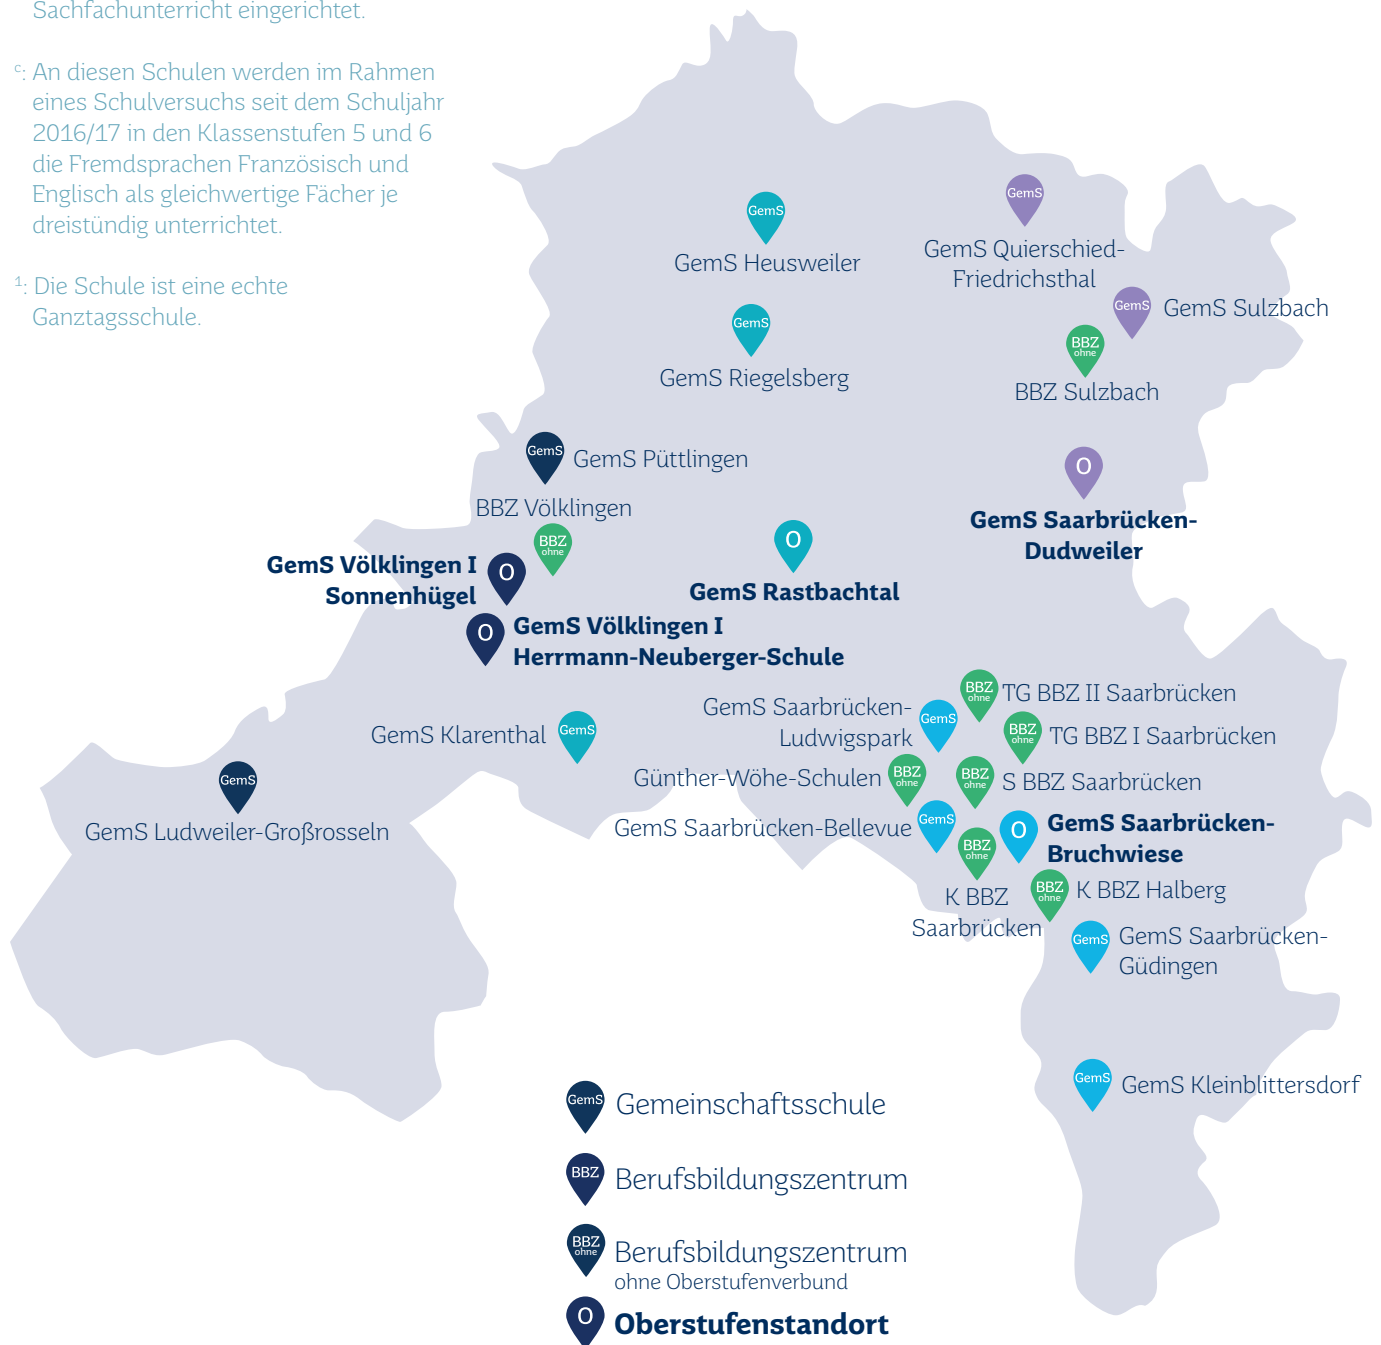 Sachfachunterricht eingerichtet.
c: An diesen Schulen werden im Rahmen
eines Schulversuchs seit dem Schuljahr
2016/17 in den Klassenstufen 5 und 6
die Fremdsprachen Französisch und
Englisch als gleichwertige Fächer je
dreistündig unterrichtet.
1: Die Schule ist eine echte
Ganztagsschule.
GemS
GemS Heusweiler
GemS
GemS Quierschied-
Friedrichsthal
GemS
GemS Sulzbach
GemS
GemS Riegelsberg
BBZ
ohne
BBZ Sulzbach
GemS
GemS Püttlingen
O
GemS Saarbrücken-
Dudweiler
BBZ Völklingen
BBZ
ohne
GemS Völklingen I
Sonnenhügel
O
O
GemS Rastbachtal
O
GemS Völklingen I
Herrmann-Neuberger-Schule
GemS Klarenthal
GemS
GemS
GemS Ludweiler-Großrosseln
BBZ
ohne
TG BBZ II Saarbrücken
GemS Saarbrücken-
Ludwigspark
GemS
BBZ
ohne
TG BBZ I Saarbrücken
Günther-Wöhe-Schulen
BBZ
ohne
BBZ
ohne
S BBZ Saarbrücken
GemS Saarbrücken-Bellevue
GemS
O
GemS Saarbrücken-
Bruchwiese
BBZ
ohne
K BBZ
Saarbrücken
BBZ
ohne
K BBZ Halberg
GemS
GemS Saarbrücken-
Güdingen
GemS
GemS Kleinblittersdorf
GemS
Gemeinschaftsschule
BBZ
Berufsbildungszentrum
BBZ
ohne
Berufsbildungszentrum
ohne Oberstufenverbund
O
Oberstufenstandort